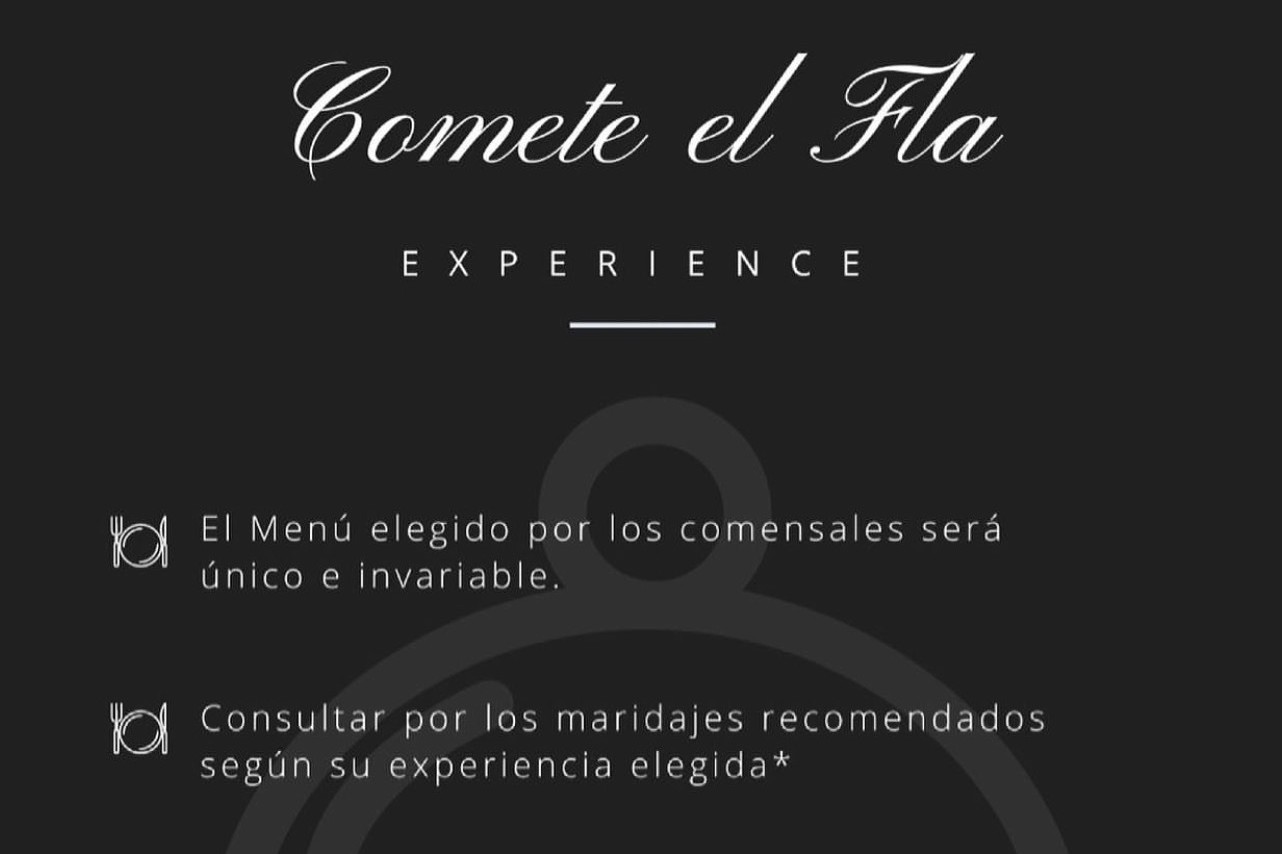 Comete el Fla
EXPERIENCE
El Menú elegido por los comensales será
único e invariable.
Consultar por los maridajes recomendados
según su experiencia elegida*